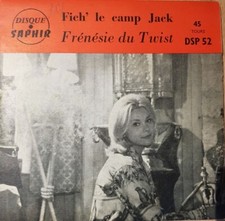 DISQUE
SAPHIR
Fich' le camp Jack
Frénésie du Twist
45
TOURS
DSP 52